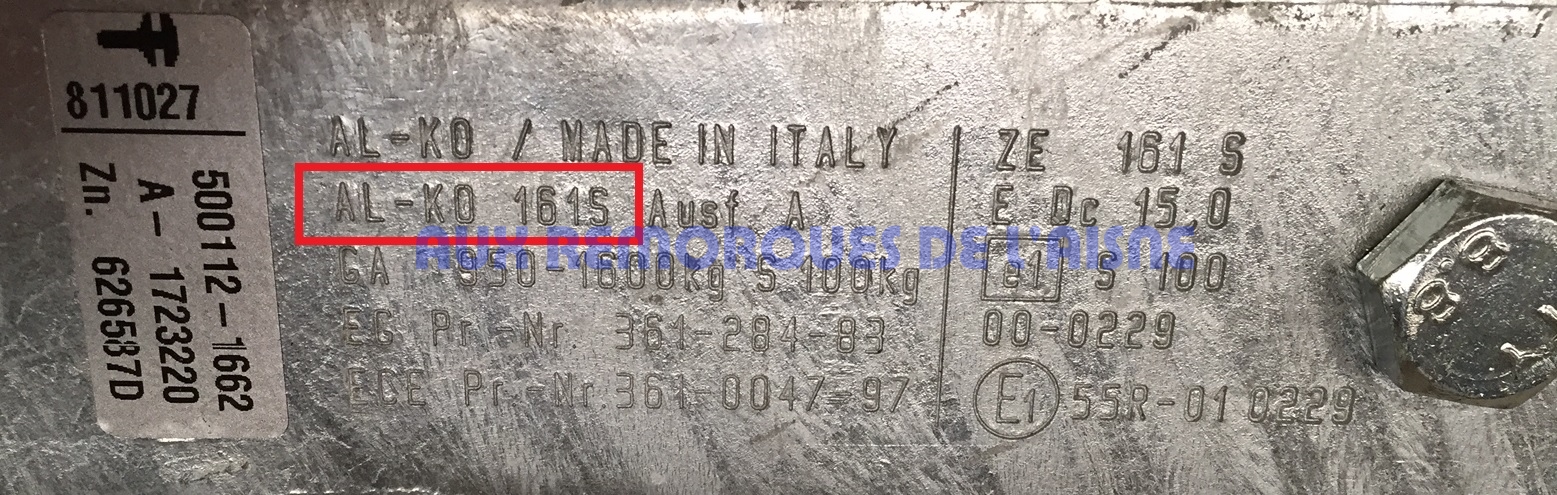 811027
500112-1662
A- 1723220
Zn. 626587D
AL-KO / MADE IN ITALY
AL-KO 161S Ausf. A
GA 950-1600kg S 100kg
EG Pr.-Nr. 361-284-83
ECE Pr.-Nr. 361-0047-97
ZE 161 S
E Dc 15,0
e1 S 100
00-0229
E1 55R-01 0229
AUX REMORQUES DE L'AISNE
8.8